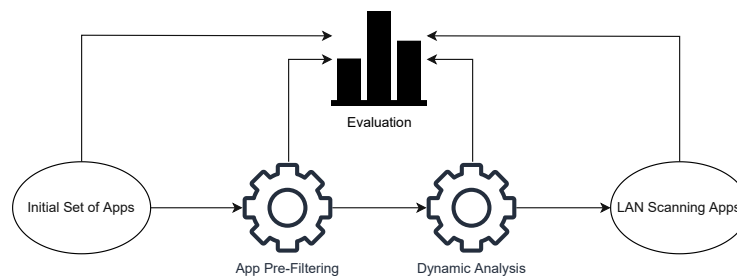 Evaluation
Initial Set of Apps
LAN Scanning Apps
App Pre-Filtering
Dynamic Analysis